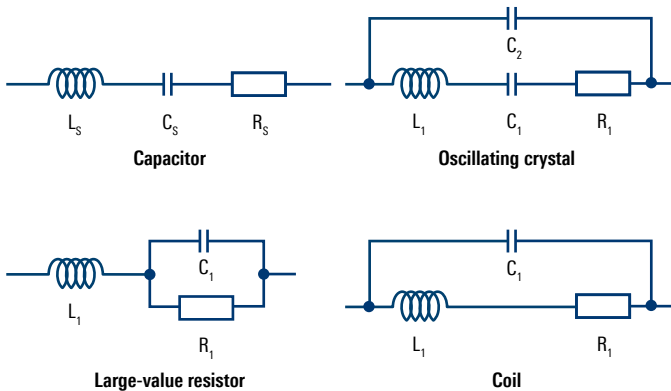 C₂
Lₛ Cₛ Rₛ
L₁ C₁ R₁
Capacitor
Oscillating crystal
C₁
L₁
R₁
Large-value resistor
C₁
L₁ R₁
Coil